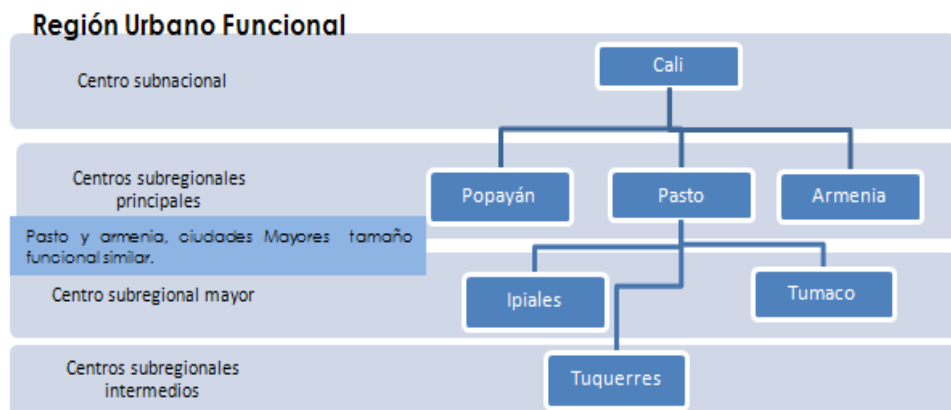 Región Urbano Funcional
Centro subnacional
Cali
Centros subregionales
principales
Popayán
Pasto
Armenia
Pasto y armenia, ciudades Mayores tamaño
funcional similar.
Centro subregional mayor
Ipiales
Tumaco
Centros subregionales
intermedios
Tuquerres